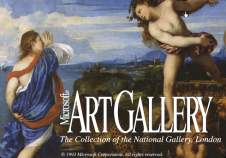 Microsoft
ART GALLERY
The Collection of the National Gallery, London
© 1993 Microsoft Corporation. All rights reserved.